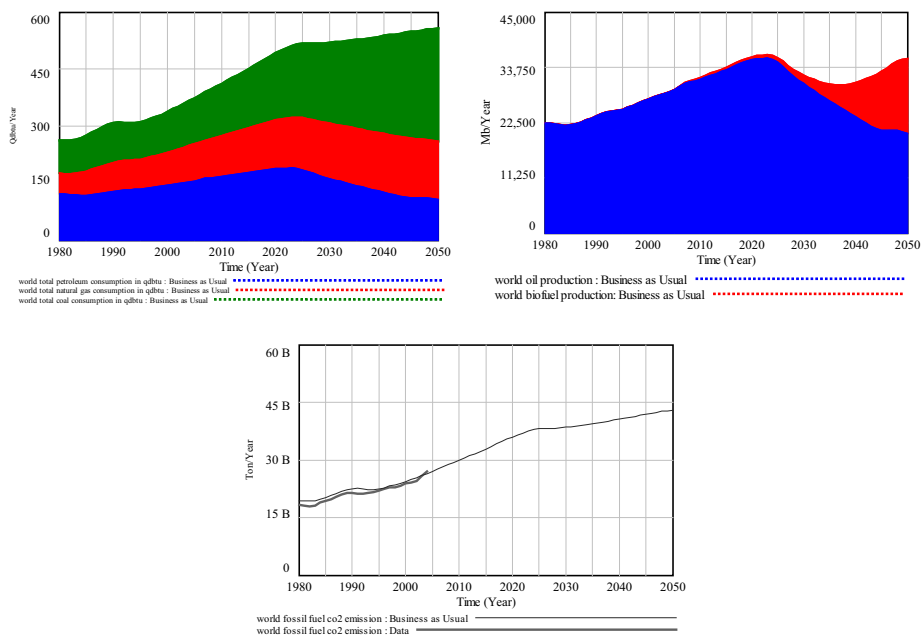 600
450
300
150
0
Qdbtu/Year
1980 1990 2000 2010 2020 2030 2040 2050
Time (Year)
world total petroleum consumption in qdbtu : Business as Usual
world total natural gas consumption in qdbtu : Business as Usual
world total coal consumption in qdbtu : Business as Usual
45,000
33,750
22,500
11,250
0
Mb/Year
1980 1990 2000 2010 2020 2030 2040 2050
Time (Year)
world oil production : Business as Usual
world biofuel production: Business as Usual
60 B
45 B
30 B
15 B
0
Ton/Year
1980 1990 2000 2010 2020 2030 2040 2050
Time (Year)
world fossil fuel co2 emission : Business as Usual
world fossil fuel co2 emission : Data